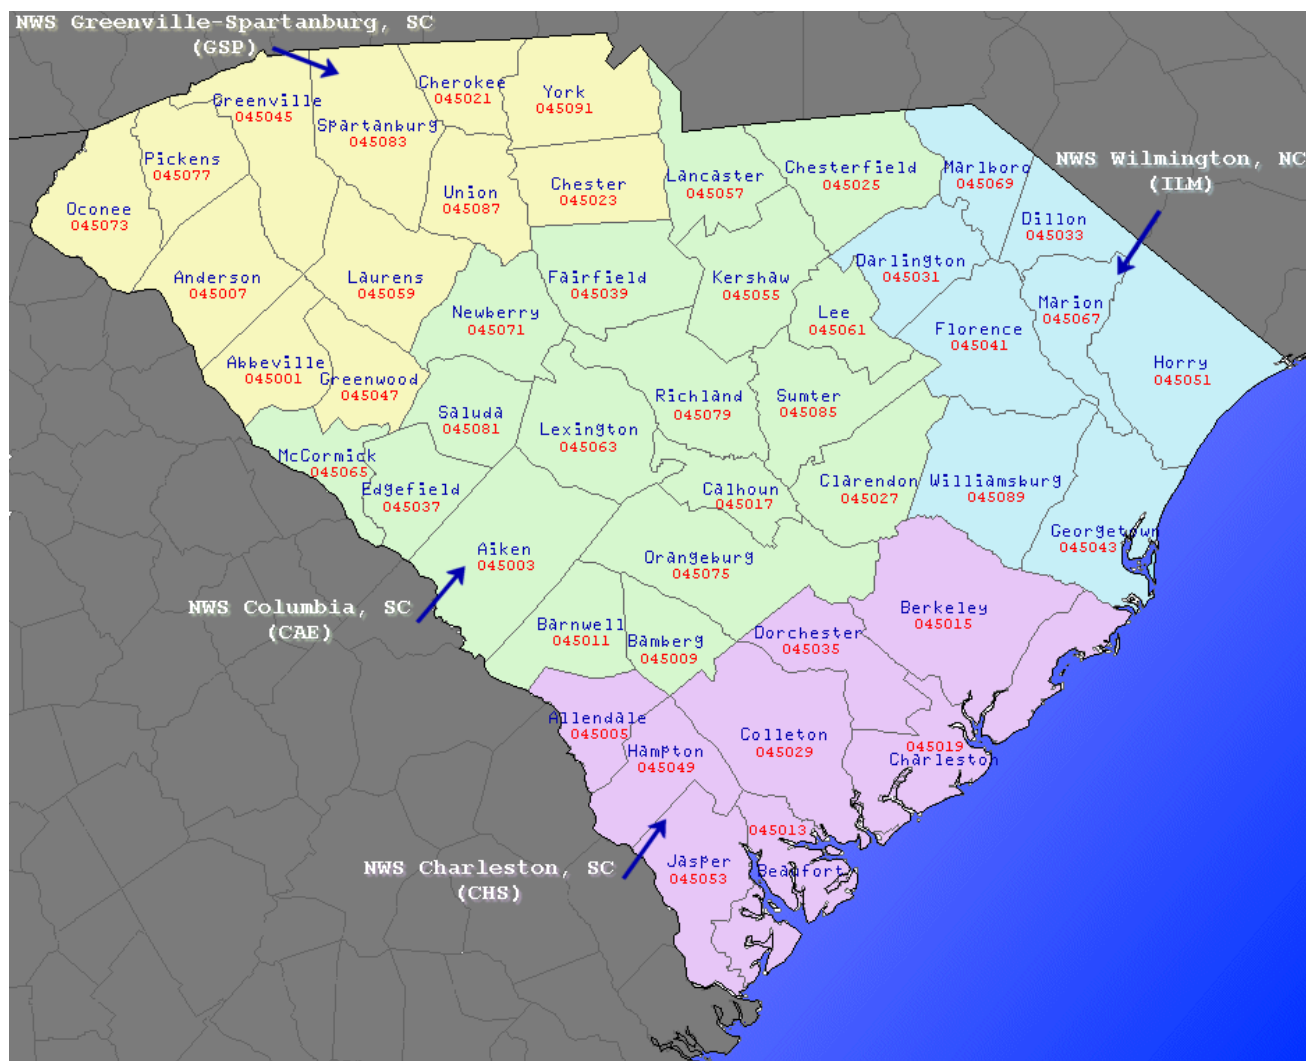 NWS Greenville-Spartanburg, SC
(GSP)
Cherokee
045021
York
045091
Greenville
045045
Spartanburg
045083
Pickens
045077
Union
045087
Chester
045023
Lancaster
045057
Chesterfield
045025
Marlboro
045069
NWS Wilmington, NC
(ILM)
Oconee
045073
Dillon
045033
Anderson
045007
Laurens
045059
Fairfield
045039
Kershaw
045055
Darlington
045031
Marion
045067
Newberry
045071
Lee
045061
Florence
045041
Abbeville
045001
Greenwood
045047
Horry
045051
Saluda
045081
Richland
045079
Sumter
045085
Lexington
045063
McCormick
045065
Edgefield
045037
Calhoun
045017
Clarendon
045027
Williamsburg
045089
Georgetown
045043
Aiken
045003
Orangeburg
045075
NWS Columbia, SC
(CAE)
Barnwell
045011
Bamberg
045009
Dorchester
045035
Berkeley
045015
Allendale
045005
Hampton
045049
Colleton
045029
045019
Charleston
045013
Beaufort
Jasper
045053
NWS Charleston, SC
(CHS)